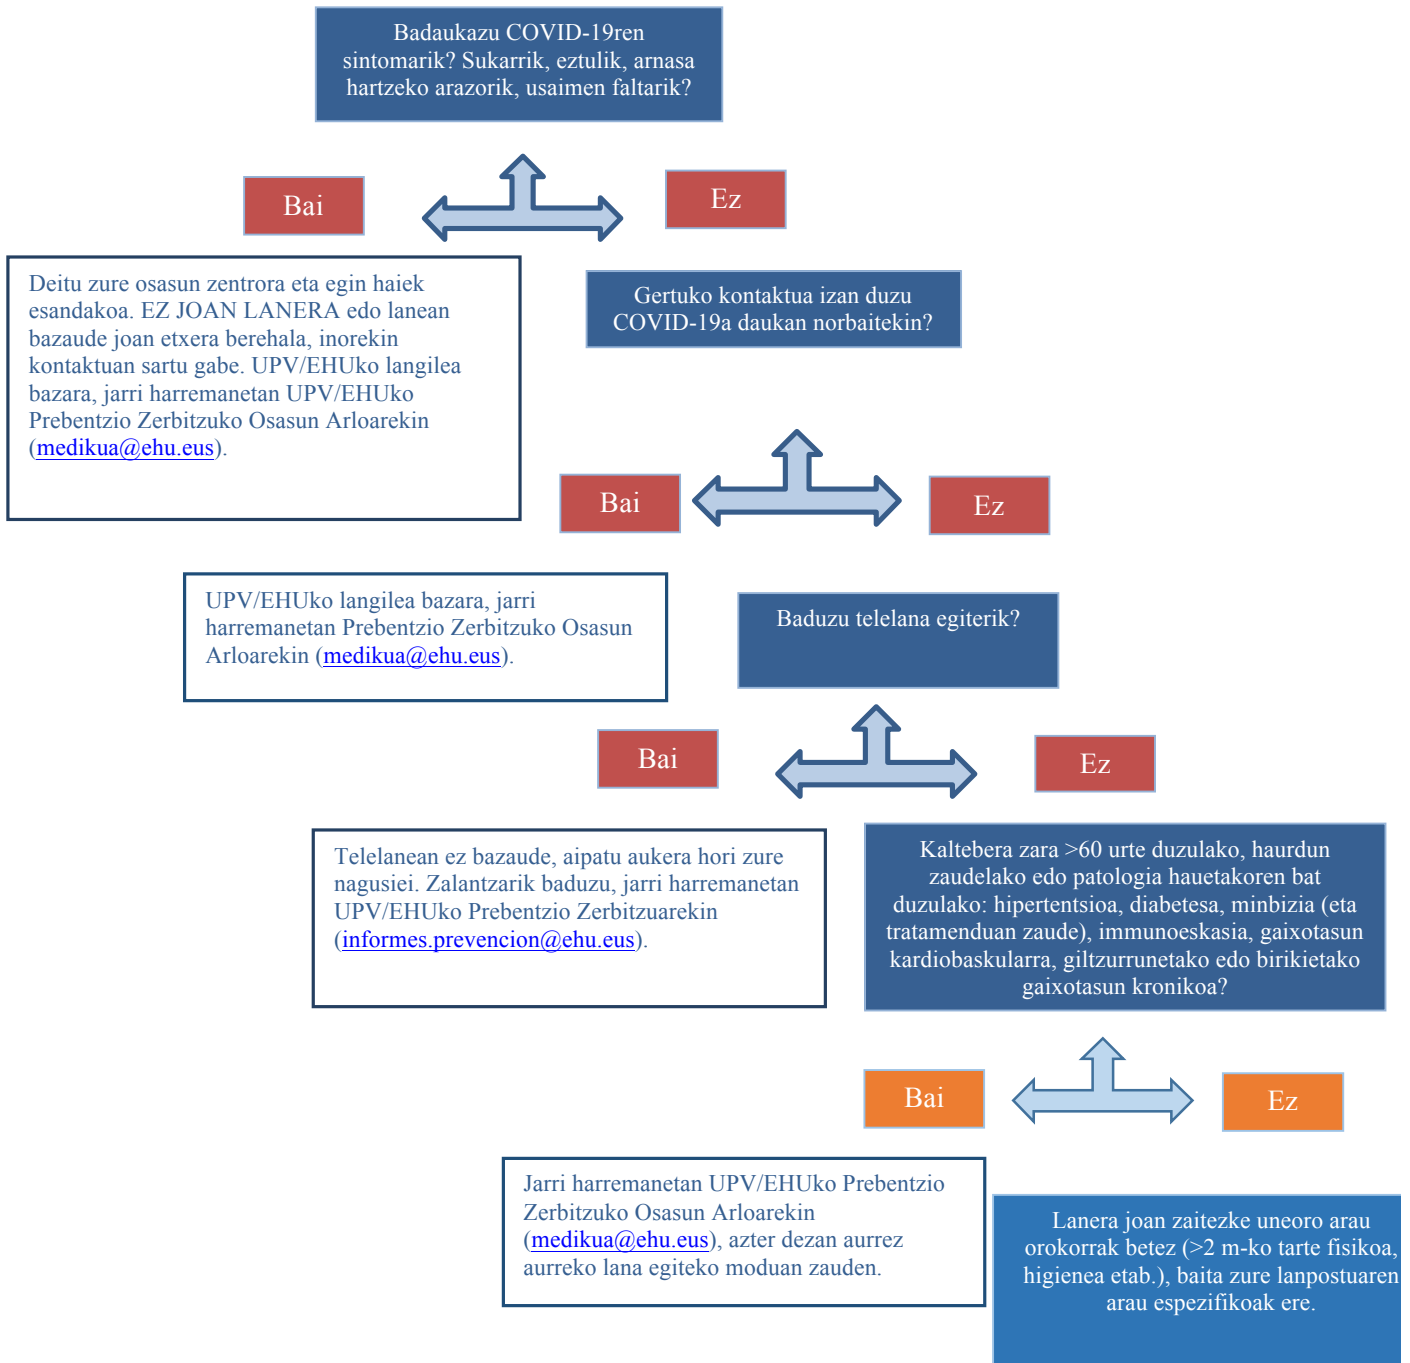 Badaukazu COVID-19ren
sintomarik? Sukarrik, eztulik, arnasa
hartzeko arazorik, usaimen faltarik?
Bai
Ez
Deitu zure osasun zentrora eta egin haiek
esandakoa. EZ JOAN LANERA edo lanean
bazaude joan etxera berehala, inorekin
kontaktuan sartu gabe. UPV/EHUko langilea
bazara, jarri harremanetan UPV/EHUko
Prebentzio Zerbitzuko Osasun Arloarekin
(medikua@ehu.eus).
Gertuko kontaktua izan duzu
COVID-19a daukan norbaitekin?
Bai
Ez
UPV/EHUko langilea bazara, jarri
harremanetan Prebentzio Zerbitzuko Osasun
Arloarekin (medikua@ehu.eus).
Baduzu telelana egiterik?
Bai
Ez
Telelanean ez bazaude, aipatu aukera hori zure
nagusiei. Zalantzarik baduzu, jarri harremanetan
UPV/EHUko Prebentzio Zerbitzuarekin
(informes.prevencion@ehu.eus).
Kaltebera zara >60 urte duzulako, haurdun
zaudelako edo patologia hauetakoren bat
duzulako: hipertentsioa, diabetesa, minbizia (eta
tratamenduan zaude), immunoeskasia, gaixotasun
kardiobaskularra, giltzurrunetako edo birikietako
gaixotasun kronikoa?
Bai
Ez
Jarri harremanetan UPV/EHUko Prebentzio
Zerbitzuko Osasun Arloarekin
(medikua@ehu.eus), azter dezan aurrez
aurreko lana egiteko moduan zauden.
Lanera joan zaitezke uneoro arau
orokorrak betez (>2 m-ko tarte fisikoa,
higienea etab.), baita zure lanpostuaren
arau espezifikoak ere.